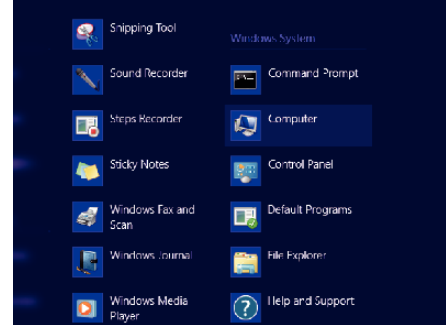 Snipping Tool
Sound Recorder
Steps Recorder
Sticky Notes
Windows Fax and
Scan
Windows Journal
Windows Media
Player
Windows System
Command Prompt
Computer
Control Panel
Default Programs
File Explorer
Help and Support